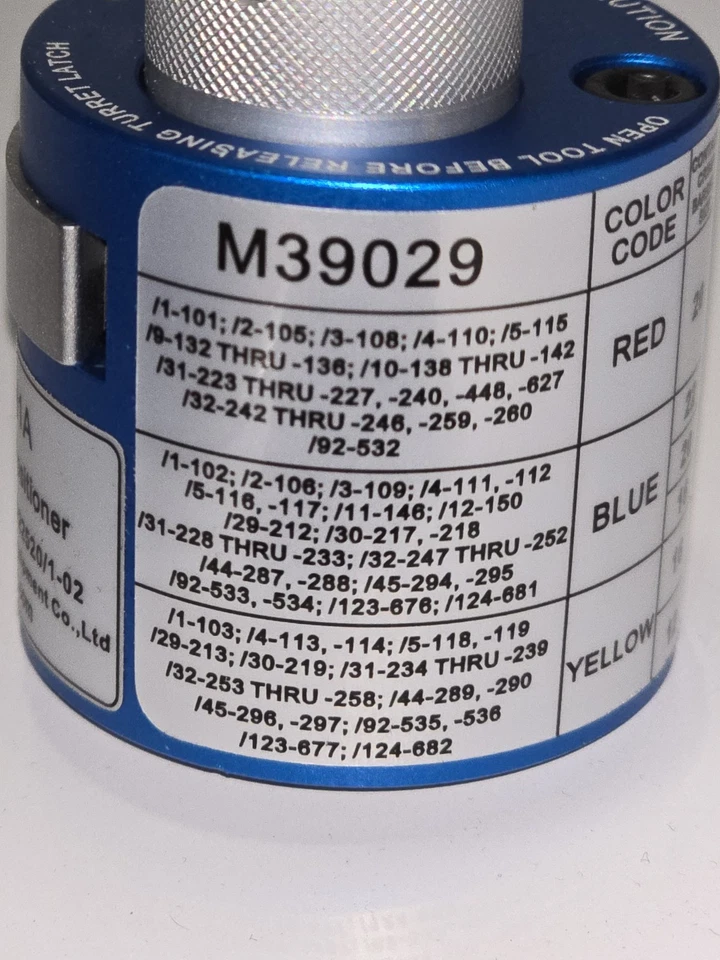 TURRET LATCH
OPEN TOOL BEFORE RELEASING
M39029
COLOR
CODE
/1-101; /2-105; /3-108; /4-110; /5-115
/9-132 THRU -136; /10-138 THRU -142
/31-223 THRU -227, -240, -448, -627
/32-242 THRU -246, -259, -260
/92-532
RED
/1-102; /2-106; /3-109; /4-111, -112
/5-116, -117; /11-146; /12-150
/29-212; /30-217, -218
/31-228 THRU -233; /32-247 THRU -252
/44-287, -288; /45-294, -295
/92-533, -534; /123-676; /124-681
BLUE
/1-103; /4-113, -114; /5-118, -119
/29-213; /30-219; /31-234 THRU -239
/32-253 THRU -258; /44-289, -290
/45-296, -297; /92-535, -536
/123-677; /124-682
YELLOW
2520/1-02
Co.,Ltd